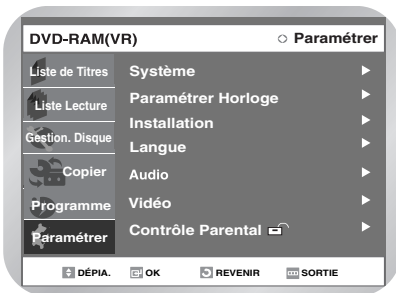 DVD-RAM(VR)
Paramétrer
Liste de Titres
Système
Liste Lecture
Paramétrer Horloge
Gestion. Disque
Installation
Langue
Copier
Audio
Programme
Vidéo
Paramétrer
Contrôle Parental
DÉPIA.
OK
REVENIR
SORTIE